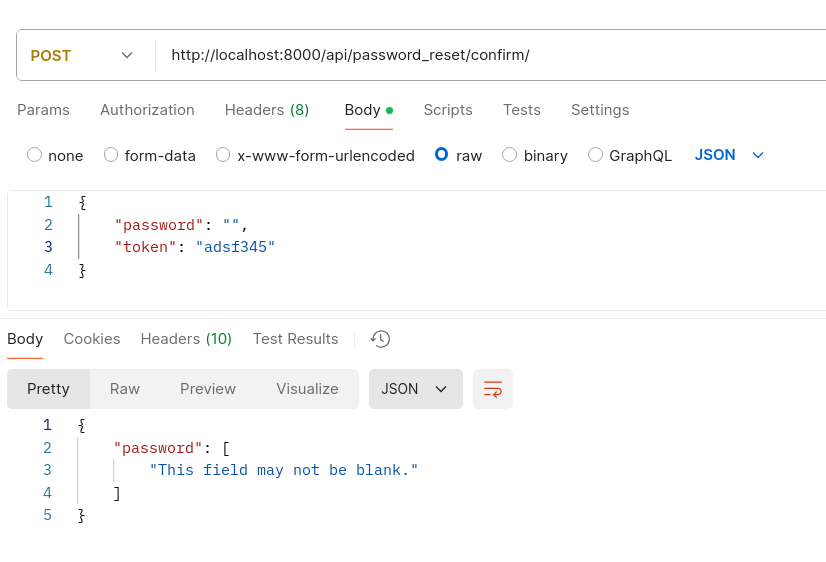 POST http://localhost:8000/api/password_reset/confirm/
Params Authorization Headers (8) Body Scripts Tests Settings
none form-data x-www-form-urlencoded raw binary GraphQL JSON
1 {
2 "password": "",
3 "token": "adsf345"
4 }
Body Cookies Headers (10) Test Results
Pretty Raw Preview Visualize JSON
1 {
2 "password": [
3 "This field may not be blank."
4 ]
5 }